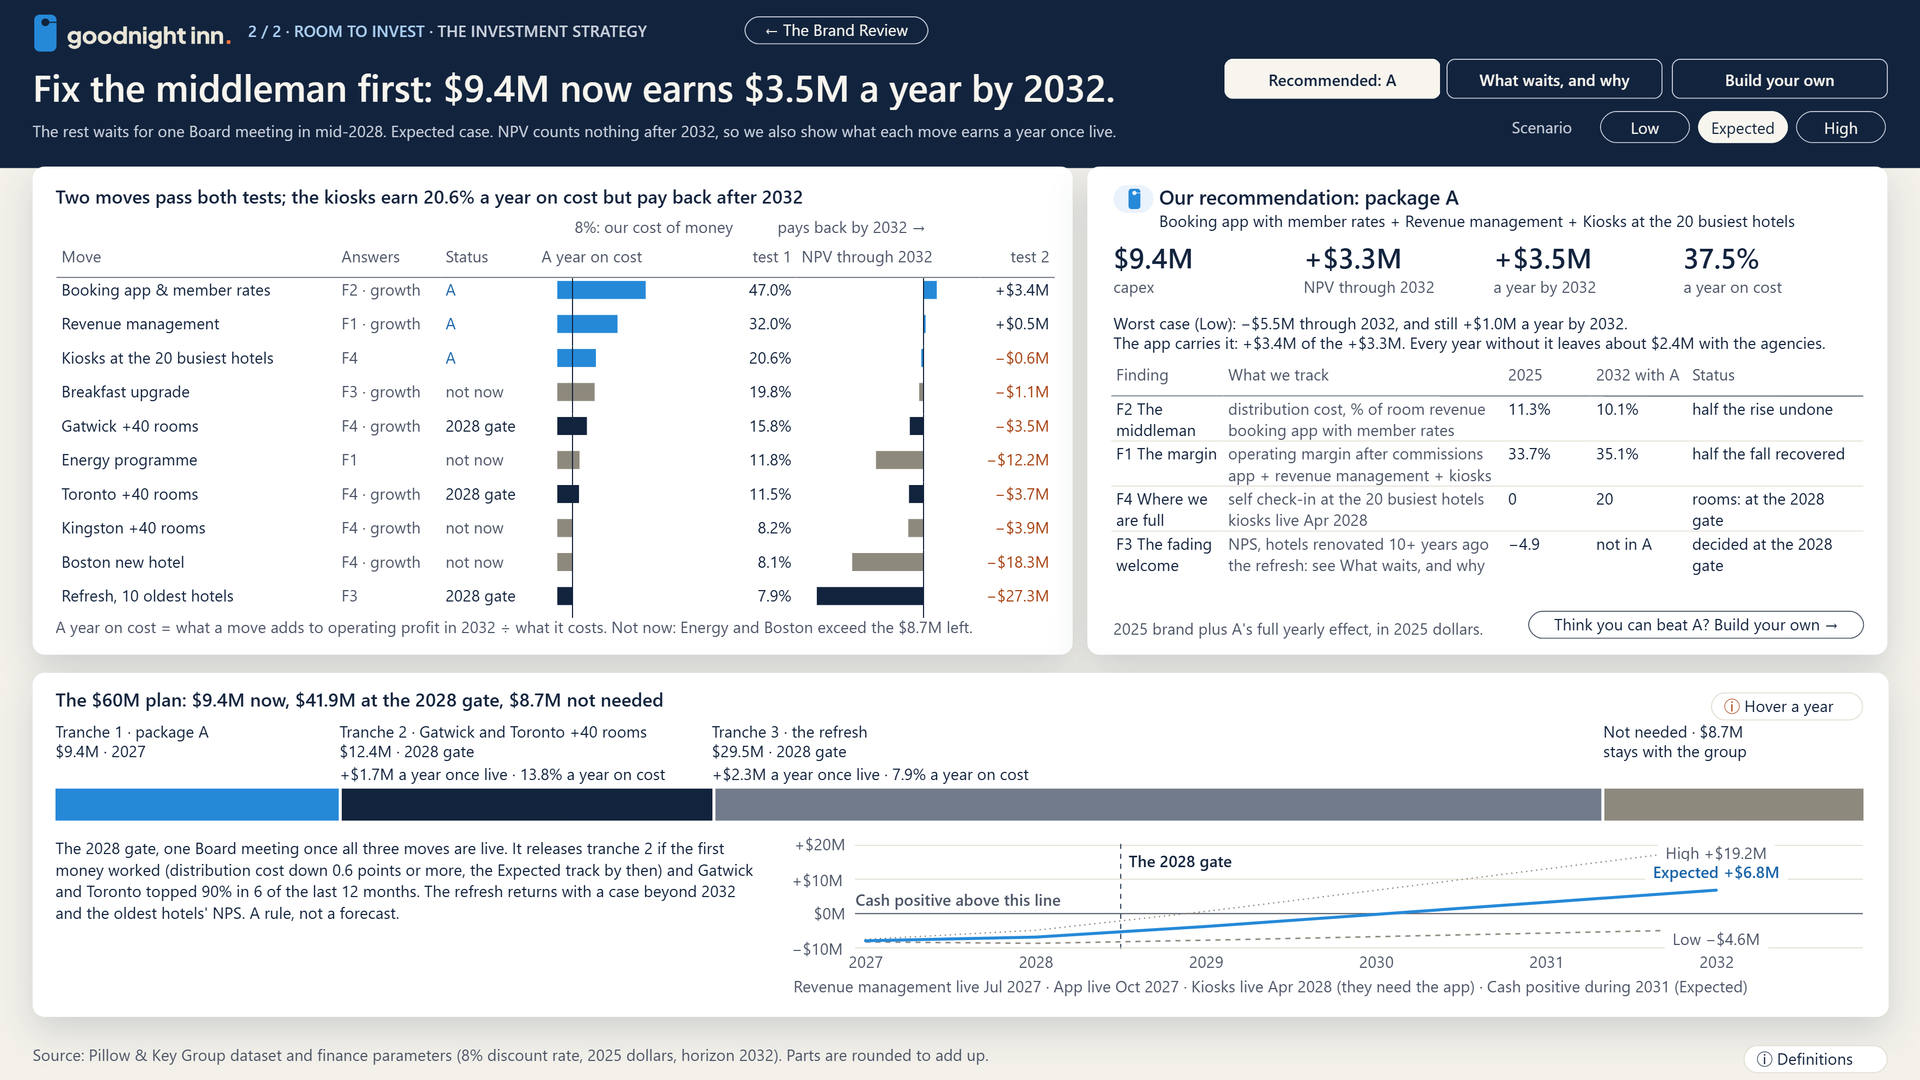 goodnight inn.
2 / 2 · ROOM TO INVEST · THE INVESTMENT STRATEGY
← The Brand Review
Fix the middleman first: $9.4M now earns $3.5M a year by 2032.
The rest waits for one Board meeting in mid-2028. Expected case. NPV counts nothing after 2032, so we also show what each move earns a year once live.
Recommended: A
What waits, and why
Build your own
Scenario
Low
Expected
High
Two moves pass both tests; the kiosks earn 20.6% a year on cost but pay back after 2032
8%: our cost of money
pays back by 2032 →
Move Answers Status A year on cost test 1 NPV through 2032 test 2
Booking app & member rates F2 · growth A 47.0% +$3.4M
Revenue management F1 · growth A 32.0% +$0.5M
Kiosks at the 20 busiest hotels F4 A 20.6% −$0.6M
Breakfast upgrade F3 · growth not now 19.8% −$1.1M
Gatwick +40 rooms F4 · growth 2028 gate 15.8% −$3.5M
Energy programme F1 not now 11.8% −$12.2M
Toronto +40 rooms F4 · growth 2028 gate 11.5% −$3.7M
Kingston +40 rooms F4 · growth not now 8.2% −$3.9M
Boston new hotel F4 · growth not now 8.1% −$18.3M
Refresh, 10 oldest hotels F3 2028 gate 7.9% −$27.3M
A year on cost = what a move adds to operating profit in 2032 ÷ what it costs. Not now: Energy and Boston exceed the $8.7M left.
Our recommendation: package A
Booking app with member rates + Revenue management + Kiosks at the 20 busiest hotels
$9.4M +$3.3M +$3.5M 37.5%
capex NPV through 2032 a year by 2032 a year on cost
Worst case (Low): −$5.5M through 2032, and still +$1.0M a year by 2032.
The app carries it: +$3.4M of the +$3.3M. Every year without it leaves about $2.4M with the agencies.
Finding What we track 2025 2032 with A Status
F2 The distribution cost, % of room revenue 11.3% 10.1% half the rise undone
middleman booking app with member rates
F1 The margin operating margin after commissions 33.7% 35.1% half the fall recovered
app + revenue management + kiosks
F4 Where we self check-in at the 20 busiest hotels 0 20 rooms: at the 2028
are full kiosks live Apr 2028 gate
F3 The fading NPS, hotels renovated 10+ years ago −4.9 not in A decided at the 2028
welcome the refresh: see What waits, and why gate
2025 brand plus A's full yearly effect, in 2025 dollars.
Think you can beat A? Build your own →
The $60M plan: $9.4M now, $41.9M at the 2028 gate, $8.7M not needed
ⓘ Hover a year
Tranche 1 · package A
$9.4M · 2027
Tranche 2 · Gatwick and Toronto +40 rooms
$12.4M · 2028 gate
+$1.7M a year once live · 13.8% a year on cost
Tranche 3 · the refresh
$29.5M · 2028 gate
+$2.3M a year once live · 7.9% a year on cost
Not needed · $8.7M
stays with the group
The 2028 gate, one Board meeting once all three moves are live. It releases tranche 2 if the first
money worked (distribution cost down 0.6 points or more, the Expected track by then) and Gatwick
and Toronto topped 90% in 6 of the last 12 months. The refresh returns with a case beyond 2032
and the oldest hotels' NPS. A rule, not a forecast.
+$20M
+$10M
$0M
−$10M
The 2028 gate
Cash positive above this line
High +$19.2M
Expected +$6.8M
Low −$4.6M
2027 2028 2029 2030 2031 2032
Revenue management live Jul 2027 · App live Oct 2027 · Kiosks live Apr 2028 (they need the app) · Cash positive during 2031 (Expected)
Source: Pillow & Key Group dataset and finance parameters (8% discount rate, 2025 dollars, horizon 2032). Parts are rounded to add up.
ⓘ Definitions